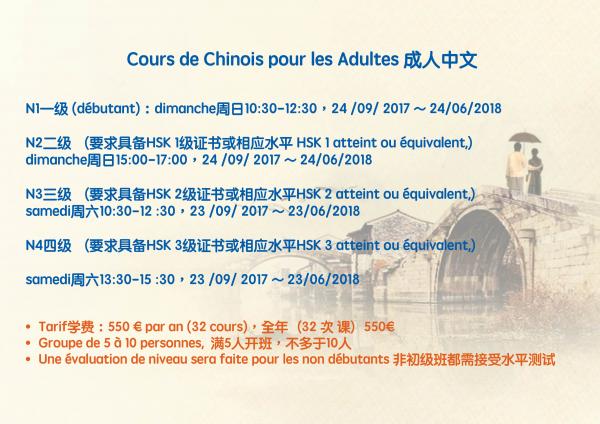 Cours de Chinois pour les Adultes 成人中文
N1一级 (débutant)：dimanche周日10:30-12:30，24 /09/ 2017 ～ 24/06/2018
N2二级 （要求具备HSK 1级证书或相应水平 HSK 1 atteint ou équivalent,)
dimanche周日15:00-17:00，24 /09/ 2017 ～ 24/06/2018
N3三级 （要求具备HSK 2级证书或相应水平HSK 2 atteint ou équivalent,)
samedi周六10:30-12 :30，23 /09/ 2017 ～ 23/06/2018
N4四级 （要求具备HSK 3级证书或相应水平HSK 3 atteint ou équivalent,)
samedi周六13:30-15 :30，23 /09/ 2017 ～ 23/06/2018
• Tarif学费：550 € par an (32 cours)，全年（32 次 课）550€
• Groupe de 5 à 10 personnes, 满5人开班，不多于10人
• Une évaluation de niveau sera faite pour les non débutants 非初级班都需接受水平测试